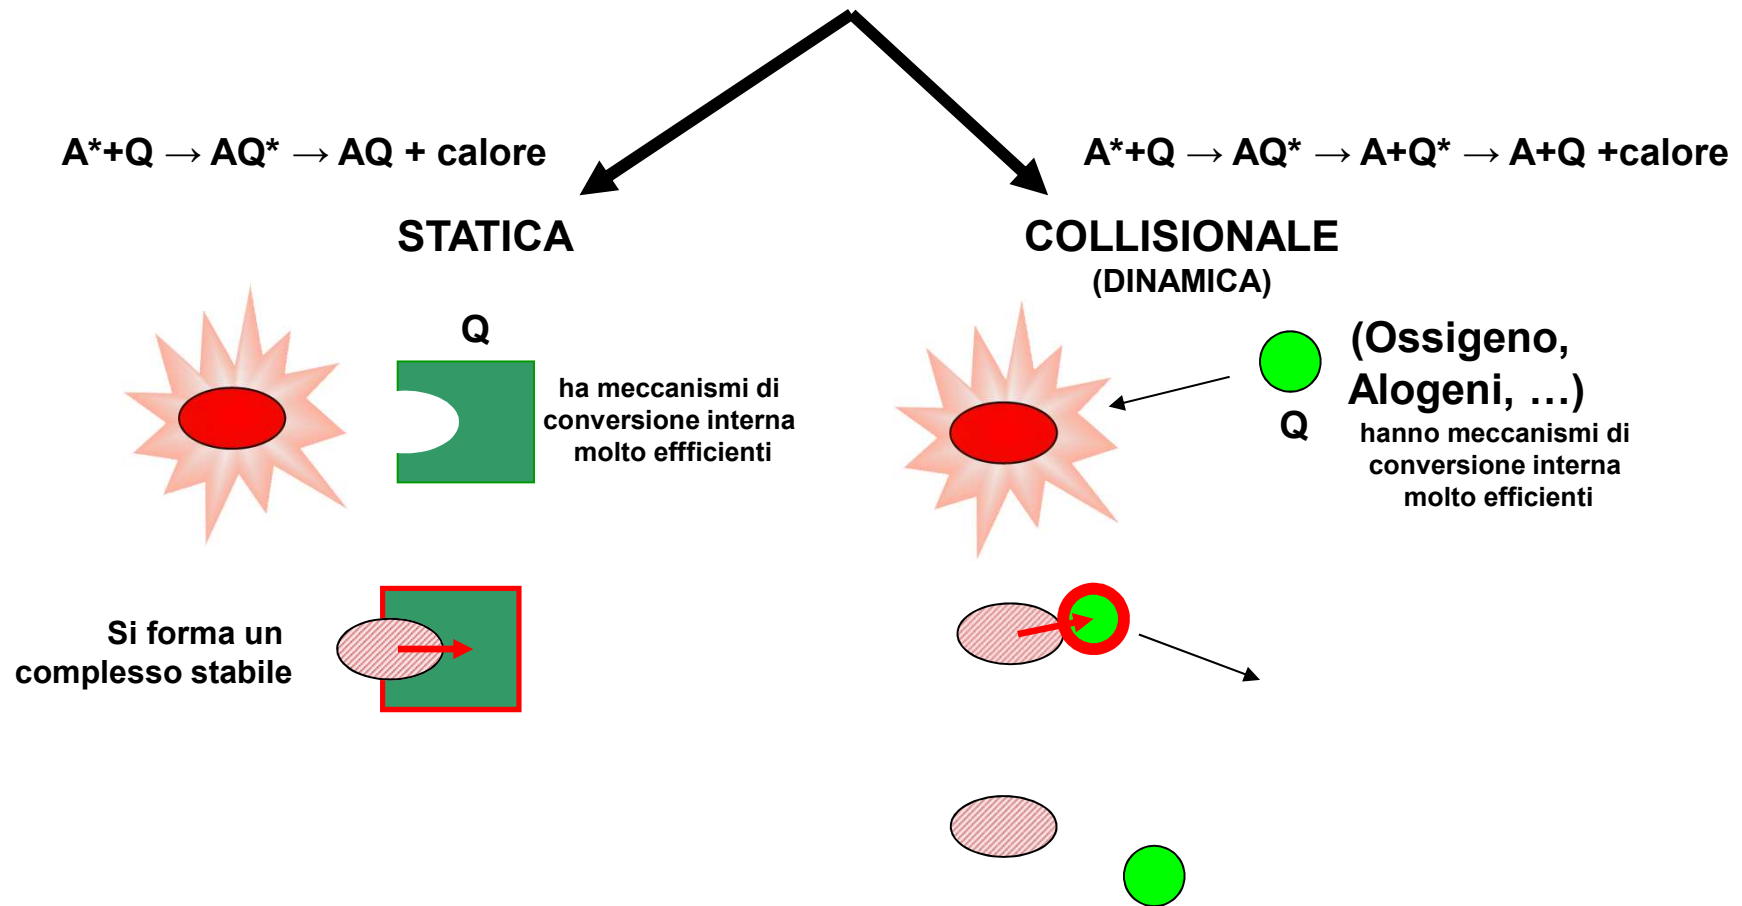 A*+Q → AQ* → AQ + calore
STATICA
Q
ha meccanismi di
conversione interna
molto effficienti
Si forma un
complesso stabile
A*+Q → AQ* → A+Q* → A+Q +calore
COLLISIONALE
(DINAMICA)
(Ossigeno,
Alogeni, ...)
Q
hanno meccanismi di
conversione interna
molto efficienti